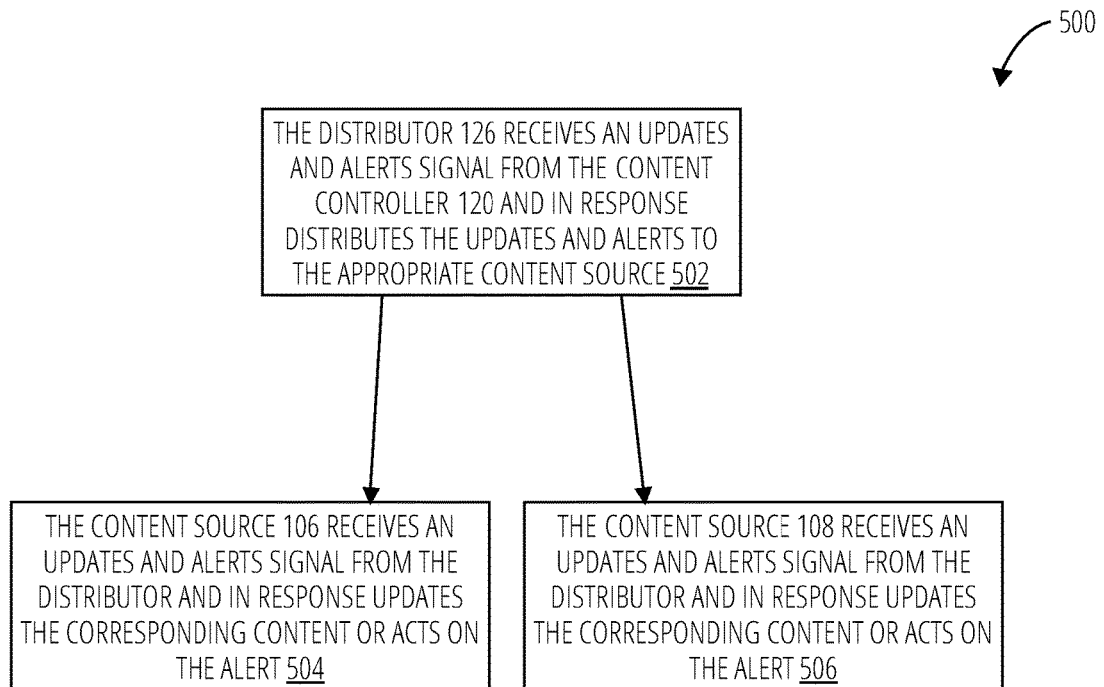 500
THE DISTRIBUTOR 126 RECEIVES AN UPDATES
AND ALERTS SIGNAL FROM THE CONTENT
CONTROLLER 120 AND IN RESPONSE
DISTRIBUTES THE UPDATES AND ALERTS TO
THE APPROPRIATE CONTENT SOURCE 502
THE CONTENT SOURCE 106 RECEIVES AN
UPDATES AND ALERTS SIGNAL FROM THE
DISTRIBUTOR AND IN RESPONSE UPDATES
THE CORRESPONDING CONTENT OR ACTS ON
THE ALERT 504
THE CONTENT SOURCE 108 RECEIVES AN
UPDATES AND ALERTS SIGNAL FROM THE
DISTRIBUTOR AND IN RESPONSE UPDATES
THE CORRESPONDING CONTENT OR ACTS ON
THE ALERT 506